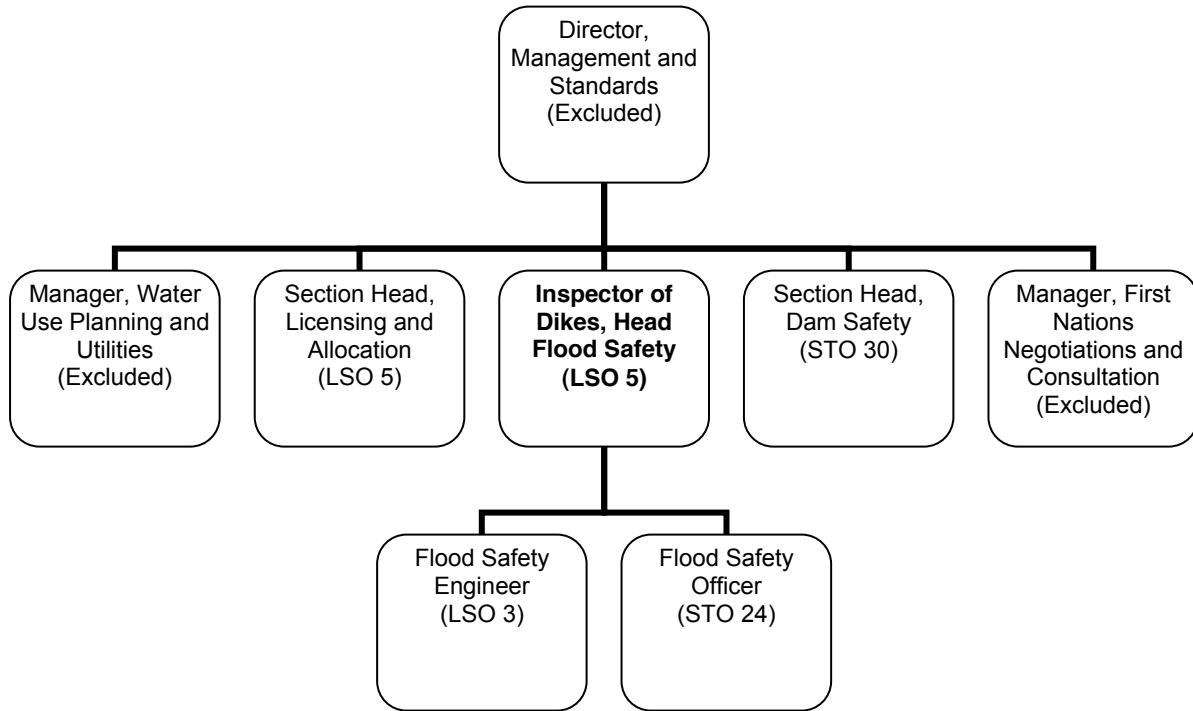 Director,
Management and
Standards
(Excluded)
Manager, Water
Use Planning and
Utilities
(Excluded)
Section Head,
Licensing and
Allocation
(LSO 5)
Inspector of
Dikes, Head
Flood Safety
(LSO 5)
Section Head,
Dam Safety
(STO 30)
Manager, First
Nations
Negotiations and
Consultation
(Excluded)
Flood Safety
Engineer
(LSO 3)
Flood Safety
Officer
(STO 24)